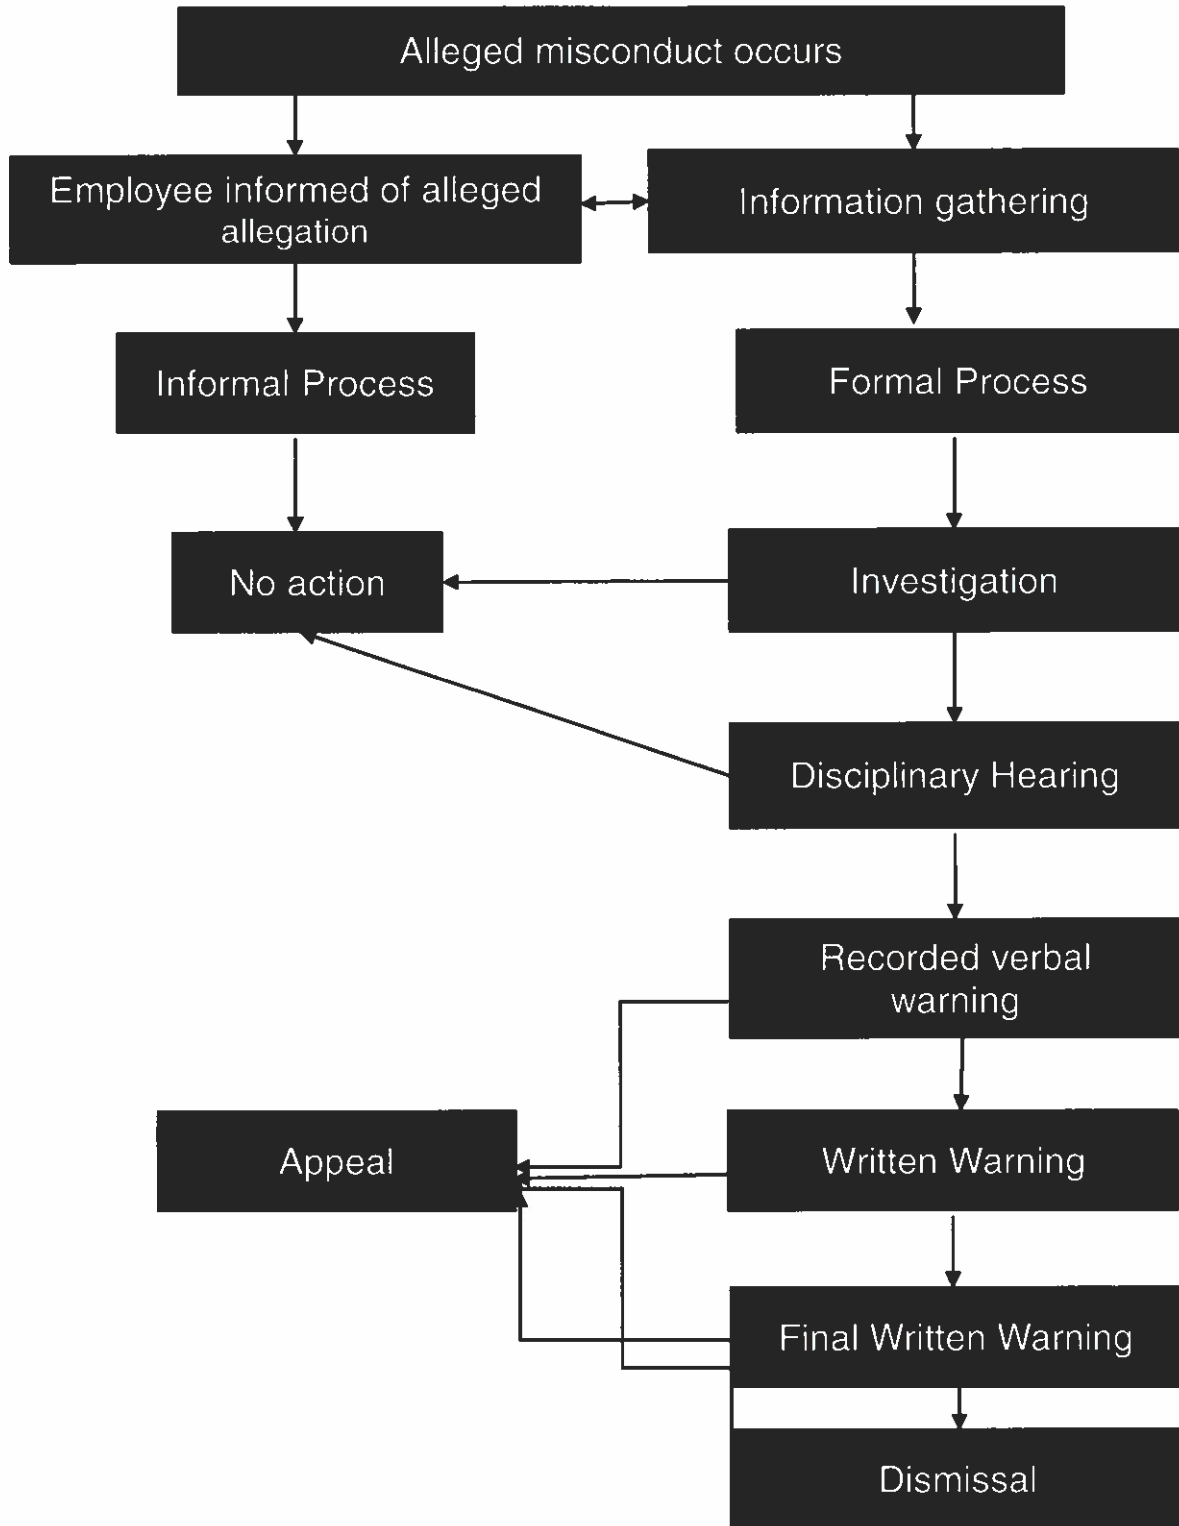 Alleged misconduct occurs
Employee informed of alleged
allegation
Information gathering
Informal Process
Formal Process
No action
Investigation
Disciplinary Hearing
Recorded verbal
warning
Appeal
Written Warning
Final Written Warning
Dismissal